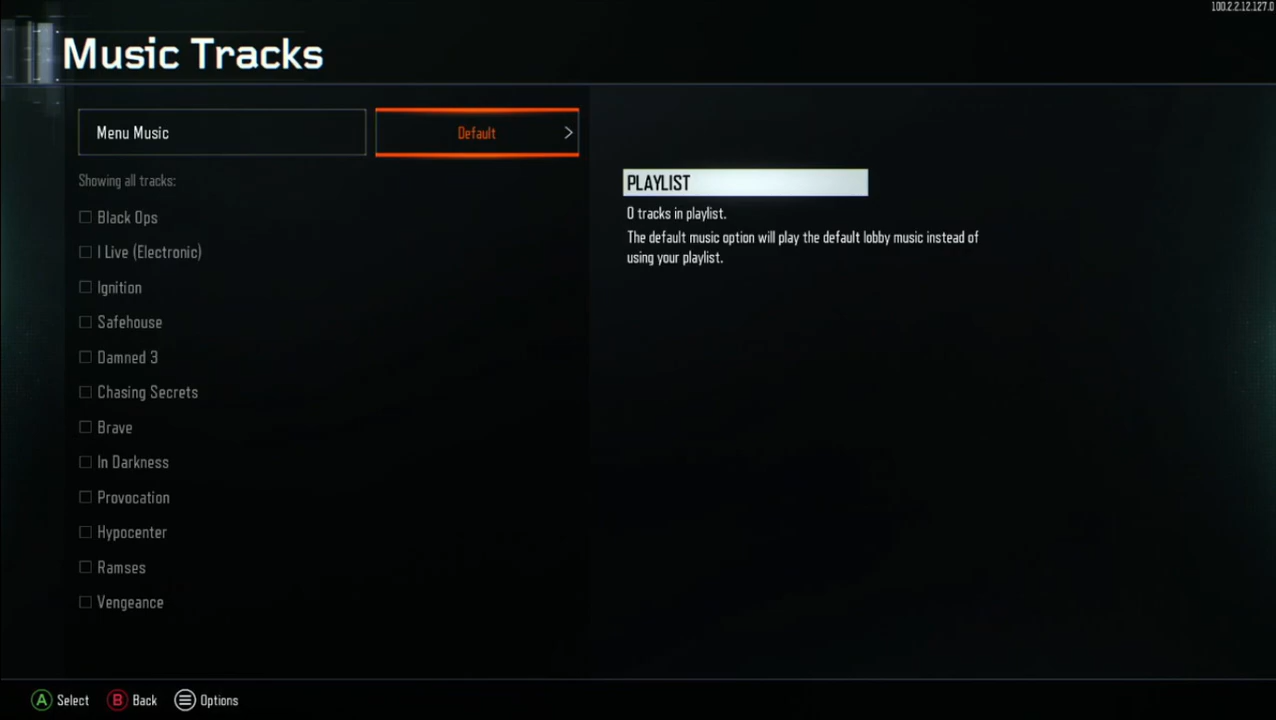 100.2.2.12.127.0
Music Tracks
Menu Music
Default
Showing all tracks:
Black Ops
I Live (Electronic)
Ignition
Safehouse
Damned 3
Chasing Secrets
Brave
In Darkness
Provocation
Hypocenter
Ramses
Vengeance
PLAYLIST
0 tracks in playlist.
The default music option will play the default lobby music instead of
using your playlist.
A Select B Back Options